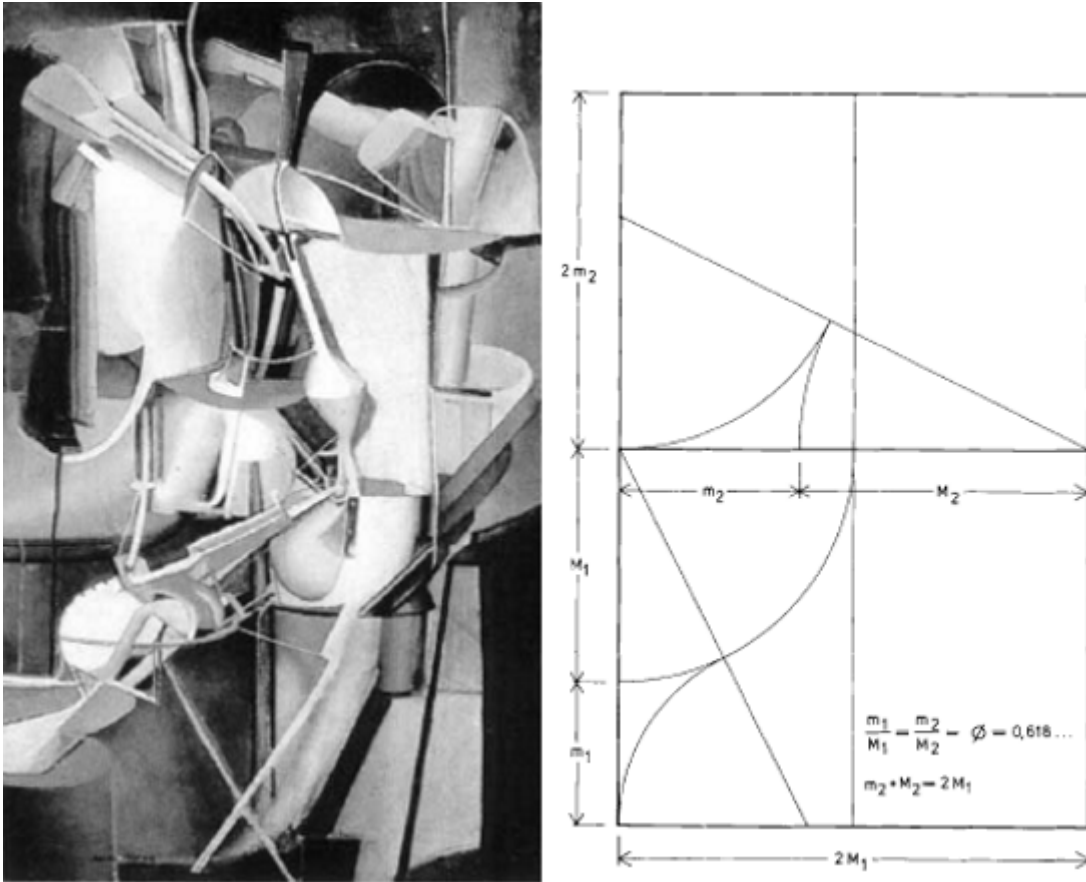 2 m₂
m₂
M₂
M₁
m₁
m₁/M₁ = m₂/M₂ = Ø = 0,618 ...
m₂ + M₂ = 2 M₁
2 M₁